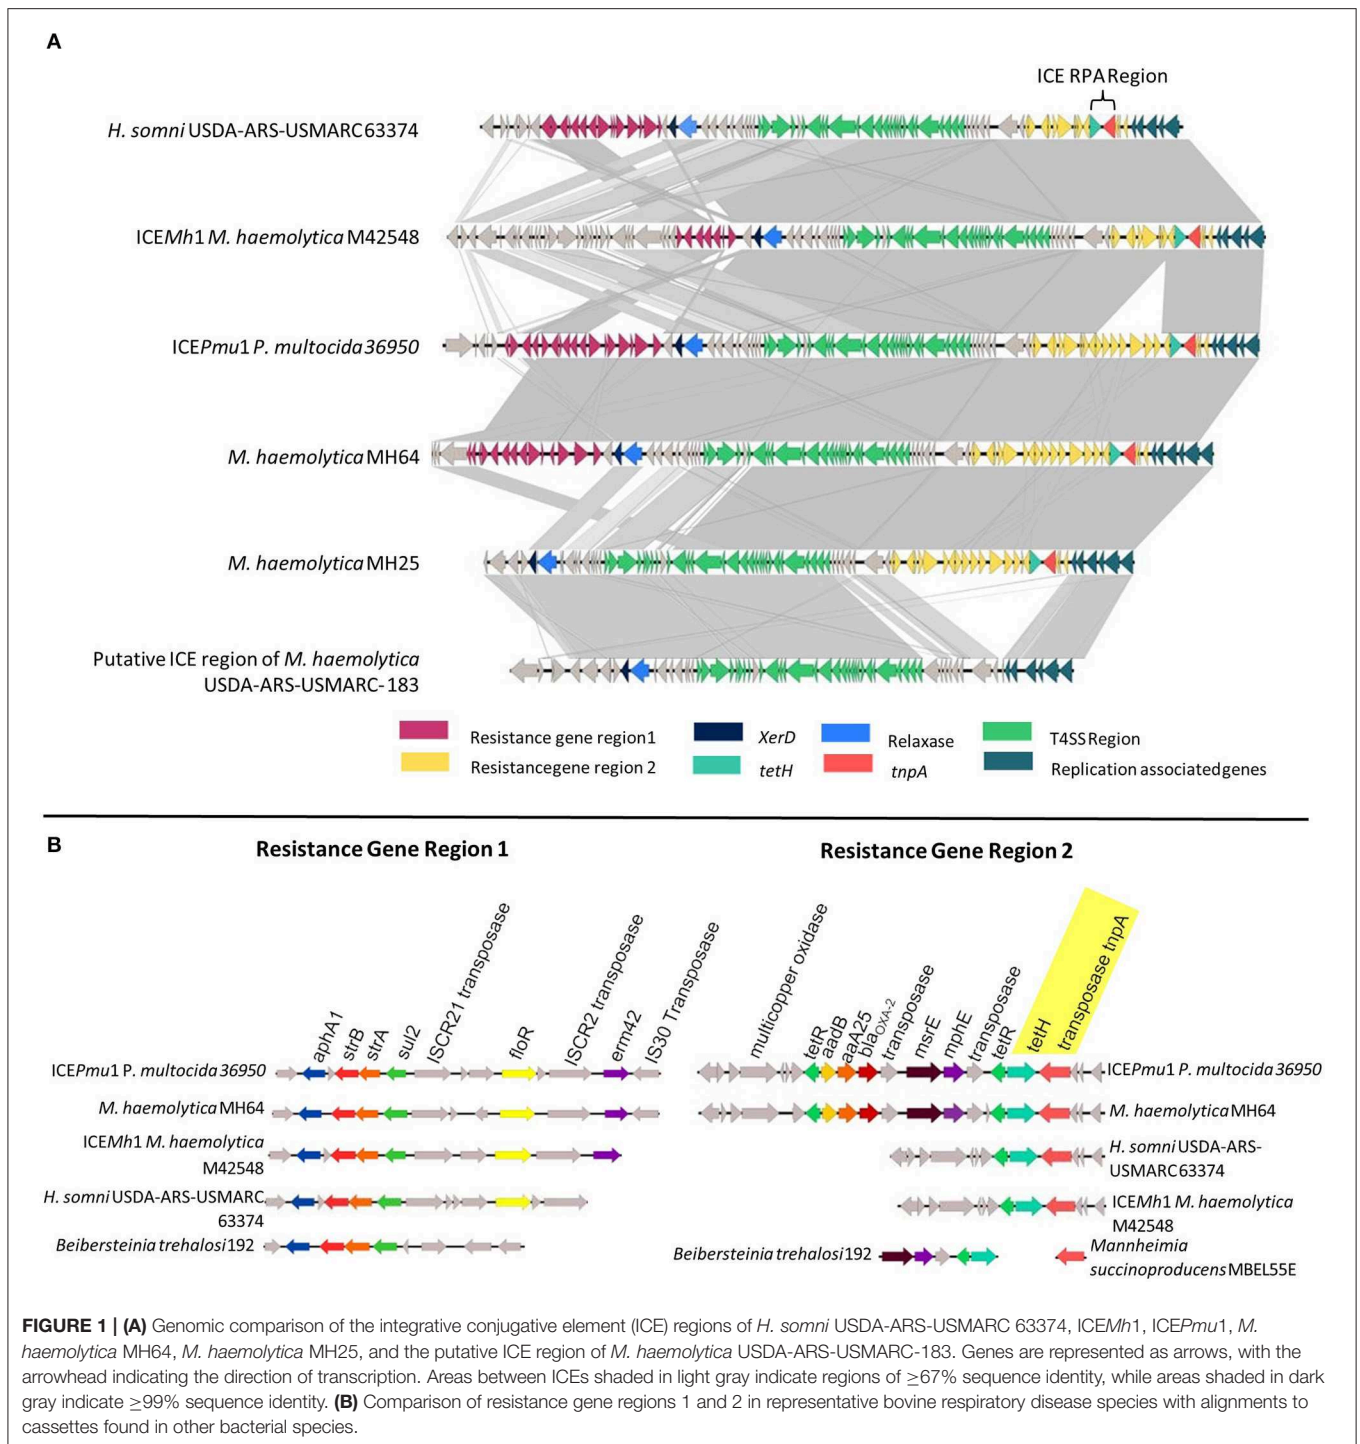 A
ICE RPA Region
H. somni USDA-ARS-USMARC 63374
ICEMh1 M. haemolytica M42548
ICEPmu1 P. multocida 36950
M. haemolytica MH64
M. haemolytica MH25
Putative ICE region of M. haemolytica
USDA-ARS-USMARC- 183
Resistance gene region 1
XerD
Relaxase
T4SS Region
Resistance gene region 2
tetH
tnpA
Replication associated genes
B
Resistance Gene Region 1
Resistance Gene Region 2
aphA1
strB
strA
sul2
ISCR21 transposase
floR
ISCR2 transposase
erm42
IS30 Transposase
multicopper oxidase
tetR
aadB
aaA25
blaOXA-2
transposase
msrE
mphE
transposase
tetR
tetH
transposase tnpA
ICEPmu1 P. multocida 36950
ICEPmu1 P. multocida 36950
M. haemolytica MH64
M. haemolytica MH64
ICEMh1 M. haemolytica
M42548
H. somni USDA-ARS-
USMARC 63374
H. somni USDA-ARS-USMARC
63374
ICEMh1 M. haemolytica
M42548
Beibersteinia trehalosi 192
Beibersteinia trehalosi 192
Mannheimia
succinoproducens MBEL55E
FIGURE 1 | (A) Genomic comparison of the integrative conjugative element (ICE) regions of H. somni USDA-ARS-USMARC 63374, ICEMh1, ICEPmu1, M.
haemolytica MH64, M. haemolytica MH25, and the putative ICE region of M. haemolytica USDA-ARS-USMARC-183. Genes are represented as arrows, with the
arrowhead indicating the direction of transcription. Areas between ICEs shaded in light gray indicate regions of ≥67% sequence identity, while areas shaded in dark
gray indicate ≥99% sequence identity. (B) Comparison of resistance gene regions 1 and 2 in representative bovine respiratory disease species with alignments to
cassettes found in other bacterial species.